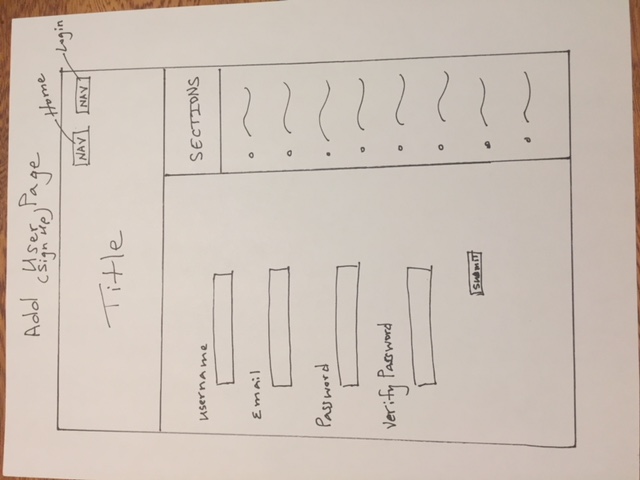 Add User Page
(Sign Up)
Home
Login
NAV NAV
Title
SECTIONS
Username
Email
Password
Verify Password
SUBMIT